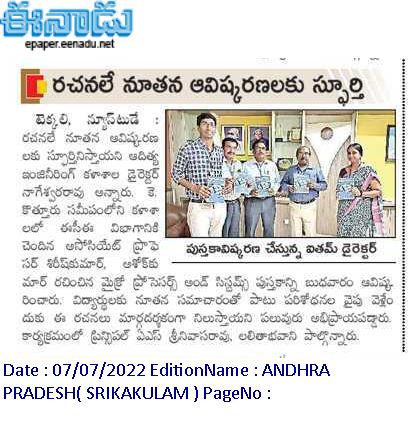 ఈనాడు
epaper.eenadu.net
రచనలే నూతన ఆవిష్కరణలకు స్ఫూర్తి
టెక్కలి, న్యూస్‌టుడే :
రచనలే నూతన ఆవిష్కరణ
లకు స్ఫూర్తినిస్తాయని ఆదిత్య
ఇంజినీరింగ్ కళాశాల డైరెక్టర్
నాగేశ్వరరావు అన్నారు. కె.
కొత్తూరు సమీపంలోని కళాశా
లలో ఈసీఈ విభాగానికి
చెందిన అసోసియేట్ ప్రొఫె
సర్ శిరీష్‌కుమార్, అశోక్‌కు
మార్ రచించిన మైక్రో ప్రోసెసర్స్ అండ్ సిస్టమ్స్ పుస్తకాన్ని బుధవారం ఆవిష్క
రించారు. విద్యార్థులకు నూతన సమాచారంతో పాటు పరిశోధనల వైపు వెళ్లేం
దుకు ఈ రచనలు మార్గదర్శకంగా నిలుస్తాయని పలువురు అభిప్రాయపడ్డారు.
కార్యక్రమంలో ప్రిన్సిపల్ ఏఎస్ శ్రీనివాసరావు, లలితాభవాని పాల్గొన్నారు.
పుస్తకావిష్కరణ చేస్తున్న ఐతమ్ డైరెక్టర్
Date : 07/07/2022 EditionName : ANDHRA
PRADESH( SRIKAKULAM ) PageNo :